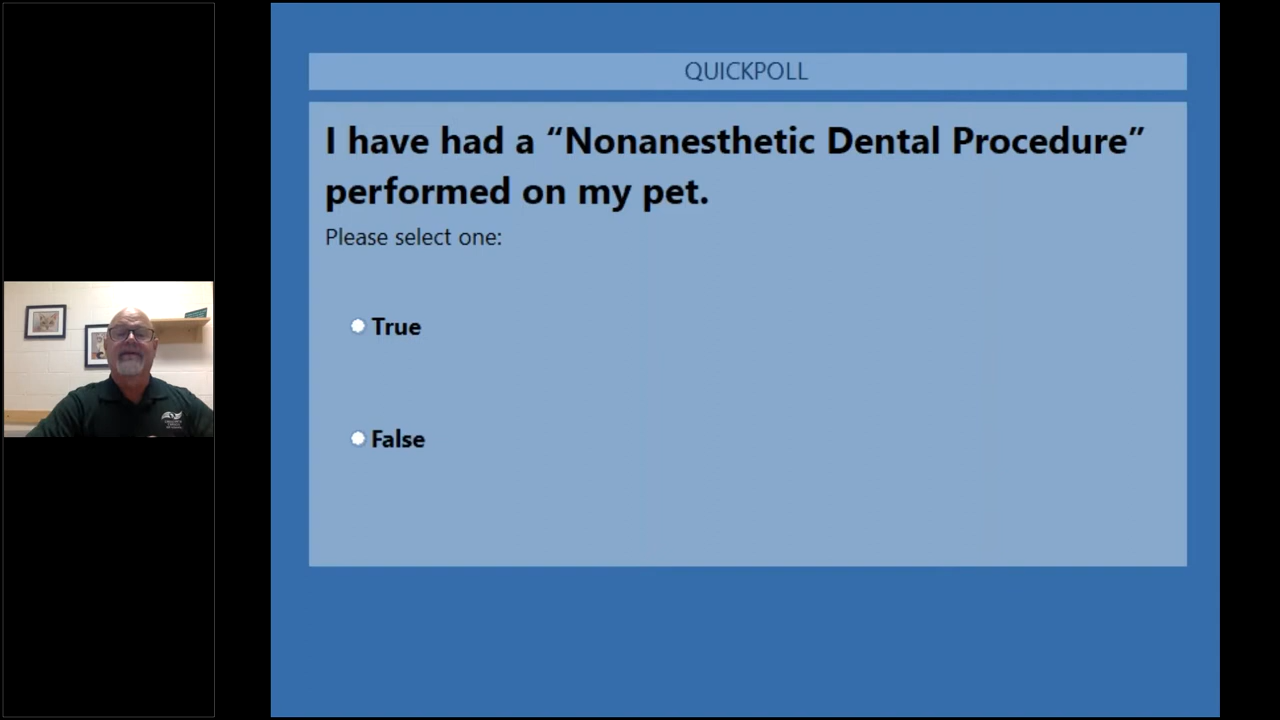 QUICKPOLL
I have had a “Nonanesthetic Dental Procedure”
performed on my pet.
Please select one:
True
False